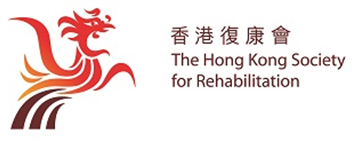 香港復康會
The Hong Kong Society
for Rehabilitation